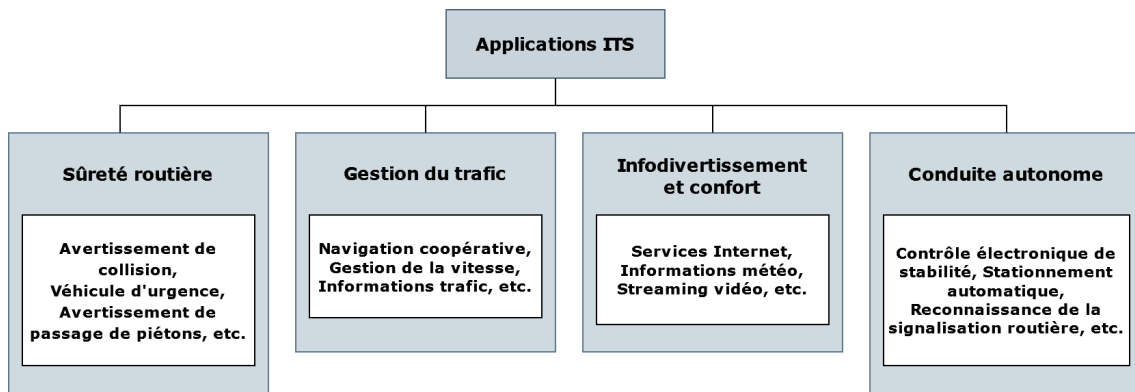 Applications ITS
Sûreté routière
Avertissement de
collision,
Véhicule d'urgence,
Avertissement de
passage de piétons, etc.
Gestion du trafic
Navigation coopérative,
Gestion de la vitesse,
Informations trafic, etc.
Infodivertissement
et confort
Services Internet,
Informations météo,
Streaming vidéo, etc.
Conduite autonome
Contrôle électronique de
stabilité, Stationnement
automatique,
Reconnaissance de la
signalisation routière, etc.